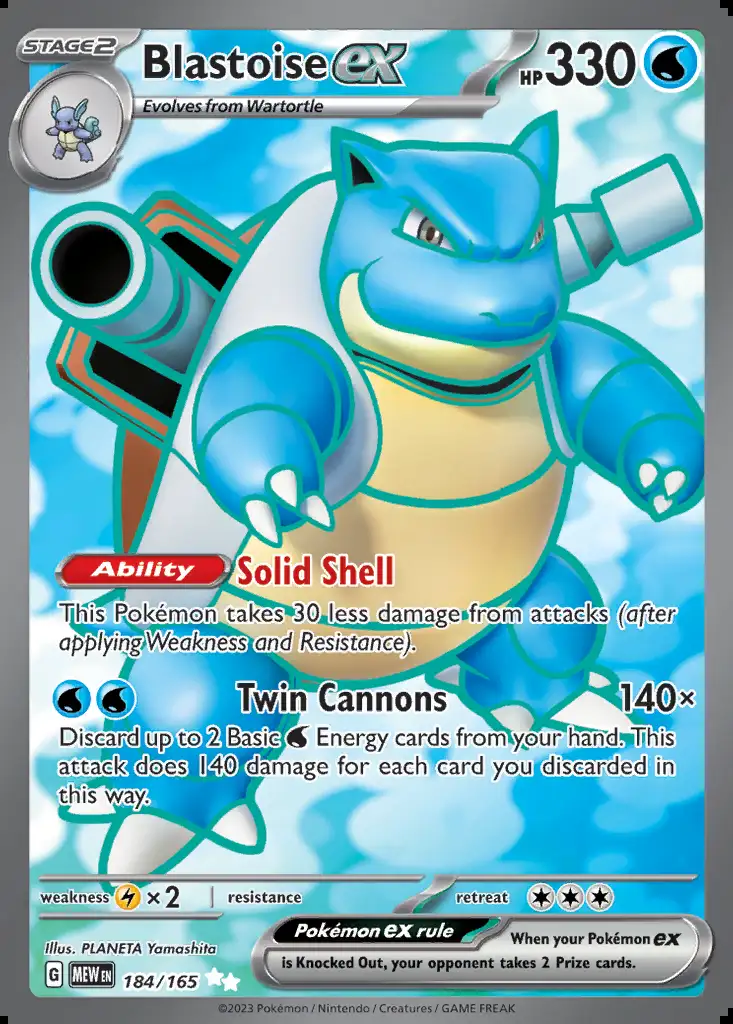 STAGE2
Blastoise ex
HP 330
Evolves from Wartortle
Ability Solid Shell
This Pokémon takes 30 less damage from attacks (after
applying Weakness and Resistance).
Twin Cannons 140×
Discard up to 2 Basic Energy cards from your hand. This
attack does 140 damage for each card you discarded in
this way.
weakness ×2 resistance retreat
Illus. PLANETA Yamashita
Pokémon ex rule When your Pokémon ex
is Knocked Out, your opponent takes 2 Prize cards.
G MEW EN 184/165
©2023 Pokémon / Nintendo / Creatures / GAME FREAK